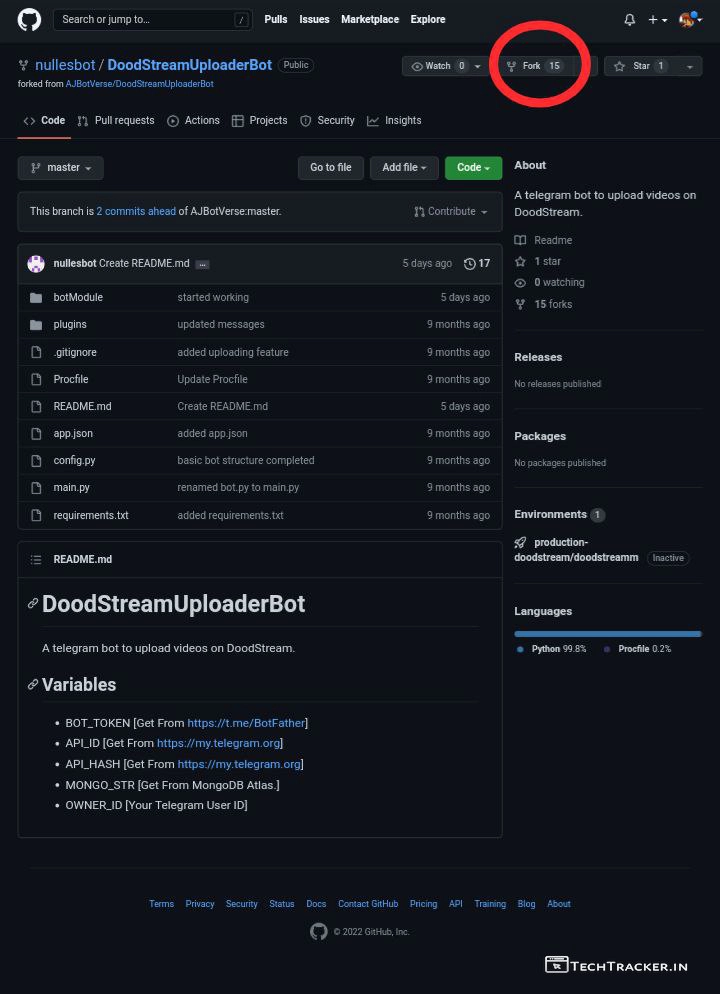 Search or jump to... /
Pulls Issues Marketplace Explore
nullesbot / DoodStreamUploaderBot Public
Watch 0 Fork 15 Star 1
forked from AJBotVerse/DoodStreamUploaderBot
Code Pull requests Actions Projects Security Insights
master Go to file Add file Code
This branch is 2 commits ahead of AJBotVerse:master. Contribute
nullesbot Create README.md ... 5 days ago 17
botModule started working 5 days ago
plugins updated messages 9 months ago
.gitignore added uploading feature 9 months ago
Procfile Update Procfile 9 months ago
README.md Create README.md 5 days ago
app.json added app.json 9 months ago
config.py basic bot structure completed 9 months ago
main.py renamed bot.py to main.py 9 months ago
requirements.txt added requirements.txt 9 months ago
README.md
DoodStreamUploaderBot
A telegram bot to upload videos on DoodStream.
Variables
• BOT_TOKEN [Get From https://t.me/BotFather]
• API_ID [Get From https://my.telegram.org]
• API_HASH [Get From https://my.telegram.org]
• MONGO_STR [Get From MongoDB Atlas.]
• OWNER_ID [Your Telegram User ID]
About
A telegram bot to upload videos on
DoodStream.
Readme
1 star
0 watching
15 forks
Releases
No releases published
Packages
No packages published
Environments 1
production-
doodstream/doodstreamm Inactive
Languages
Python 99.8% Procfile 0.2%
Terms Privacy Security Status Docs Contact GitHub Pricing API Training Blog About
© 2022 GitHub, Inc.
TECHTRACKER.IN